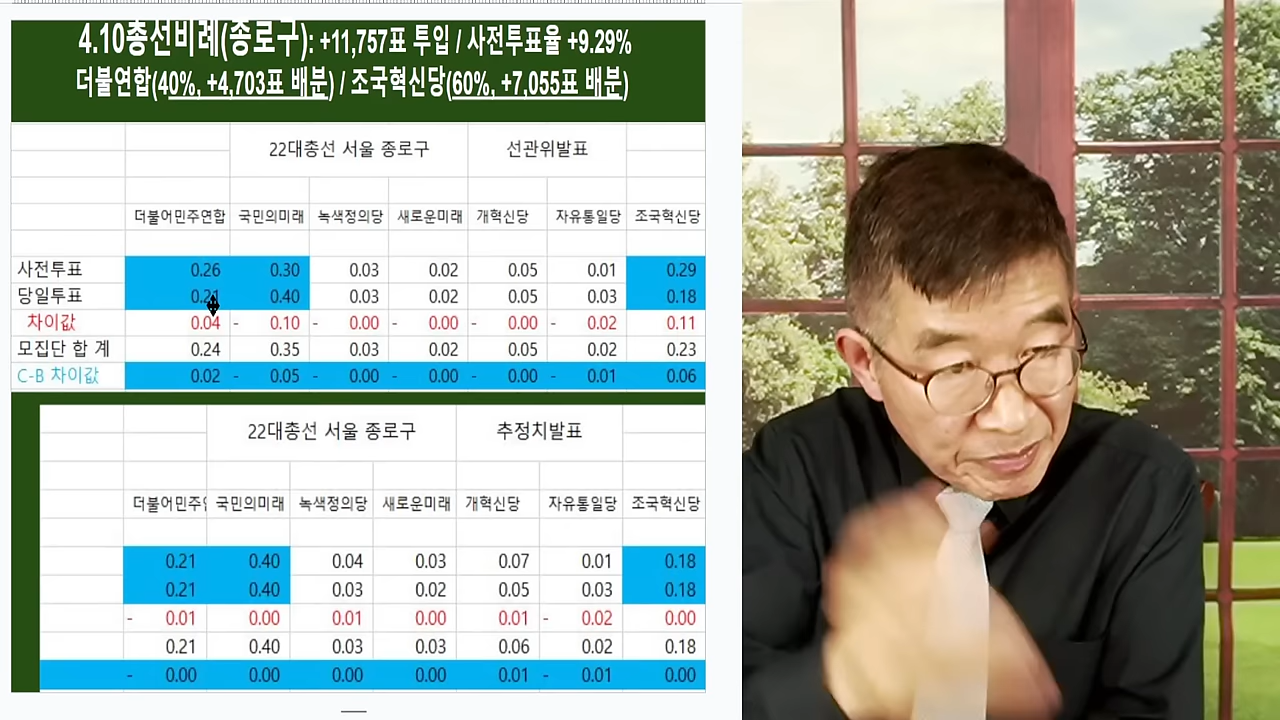 4.10총선비례(종로구): +11,757표 투입 / 사전투표율 +9.29%
더불연합(40%, +4,703표 배분) / 조국혁신당(60%, +7,055표 배분)
22대총선 서울 종로구 선관위발표
더불어민주연합 국민의미래 녹색정의당 새로운미래 개혁신당 자유통일당 조국혁신당
사전투표 0.26 0.30 0.03 0.02 0.05 0.01 0.29
당일투표 0.21 0.40 0.03 0.02 0.05 0.03 0.18
차이값 0.04 - 0.10 - 0.00 - 0.00 - 0.00 - 0.02 0.11
모집단 합 계 0.24 0.35 0.03 0.02 0.05 0.02 0.23
C-B 차이값 0.02 - 0.05 - 0.00 - 0.00 - 0.00 - 0.01 0.06
22대총선 서울 종로구 추정치발표
더불어민주 국민의미래 녹색정의당 새로운미래 개혁신당 자유통일당 조국혁신당
0.21 0.40 0.04 0.03 0.07 0.01 0.18
0.21 0.40 0.03 0.02 0.05 0.03 0.18
- 0.01 0.00 0.01 0.00 0.01 - 0.02 0.00
0.21 0.40 0.03 0.03 0.06 0.02 0.18
- 0.00 0.00 0.00 0.00 0.01 - 0.01 0.00